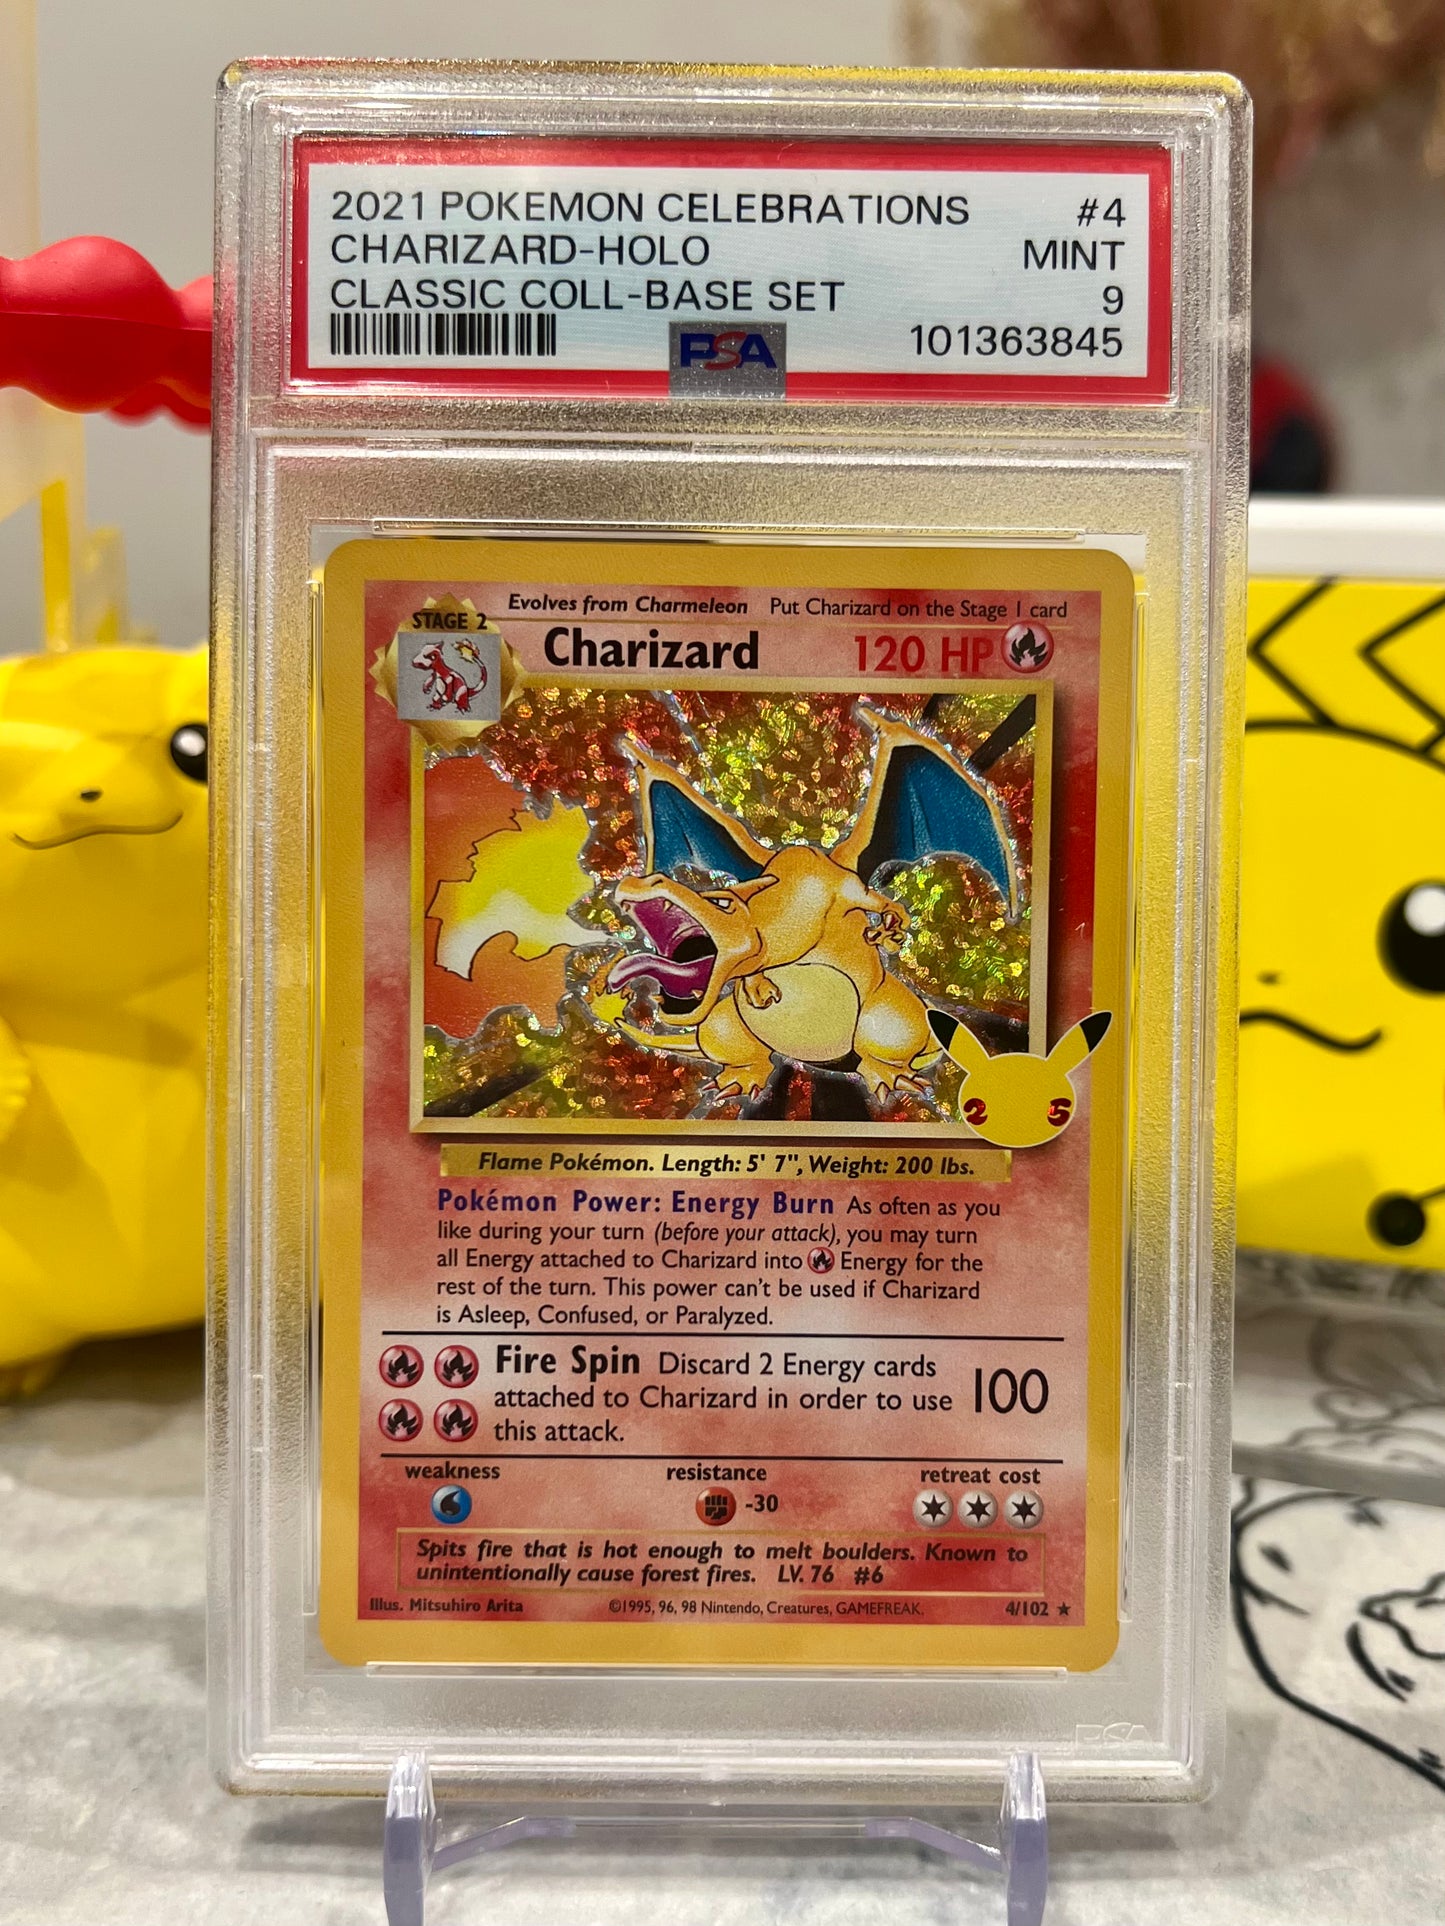 2021 POKEMON CELEBRATIONS #4
CHARIZARD-HOLO MINT
CLASSIC COLL-BASE SET 9
PSA 101363845
Evolves from Charmeleon Put Charizard on the Stage 1 card
STAGE 2
Charizard 120 HP
25
Flame Pokémon. Length: 5' 7", Weight: 200 lbs.
Pokémon Power: Energy Burn As often as you
like during your turn (before your attack), you may turn
all Energy attached to Charizard into Energy for the
rest of the turn. This power can't be used if Charizard
is Asleep, Confused, or Paralyzed.
Fire Spin Discard 2 Energy cards
attached to Charizard in order to use 100
this attack.
weakness resistance retreat cost
-30
Spits fire that is hot enough to melt boulders. Known to
unintentionally cause forest fires. LV. 76 #6
Illus. Mitsuhiro Arita ©1995, 96, 98 Nintendo, Creatures, GAMEFREAK. 4/102 ★
PSA